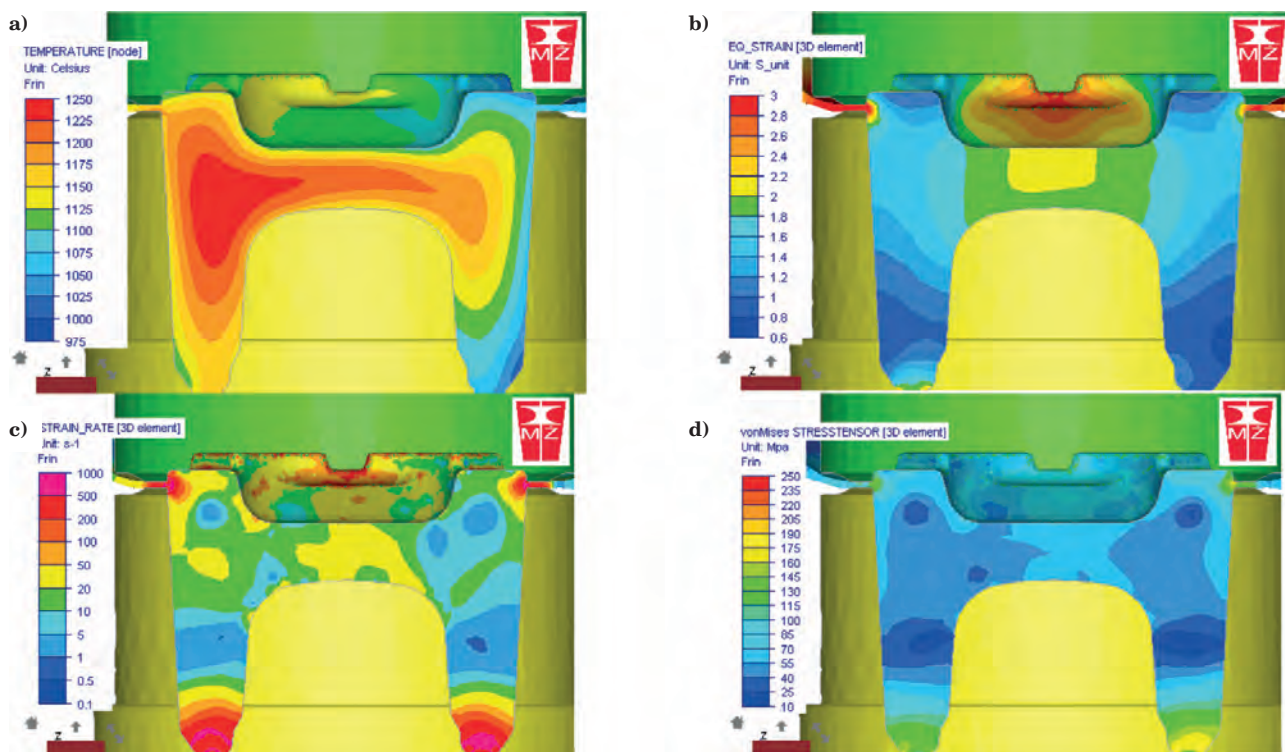 a)
TEMPERATURE [node]
Unit: Celsius
Frin
1250
1225
1200
1175
1150
1125
1100
1075
1050
1025
1000
975
z
MŽ
b)
EQ_STRAIN [3D element]
Unit: S_unit
Frin
3
2.8
2.6
2.4
2.2
2
1.8
1.6
1.4
1.2
1
0.8
0.6
z
MŽ
c)
STRAIN_RATE [3D element]
Unit: s-1
Frin
1000
500
200
100
50
20
10
5
1
0.5
0.1
z
MŽ
d)
vonMises STRESSTENSOR [3D element]
Unit: Mpa
Frin
250
235
220
205
190
175
160
145
130
115
100
85
70
55
40
25
10
z
MŽ